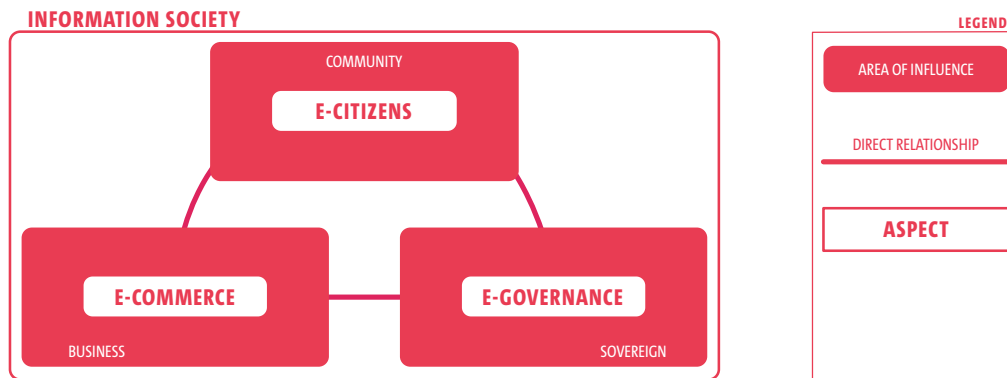 INFORMATION SOCIETY
COMMUNITY
E-CITIZENS
E-COMMERCE
BUSINESS
E-GOVERNANCE
SOVEREIGN
LEGEND
AREA OF INFLUENCE
DIRECT RELATIONSHIP
ASPECT